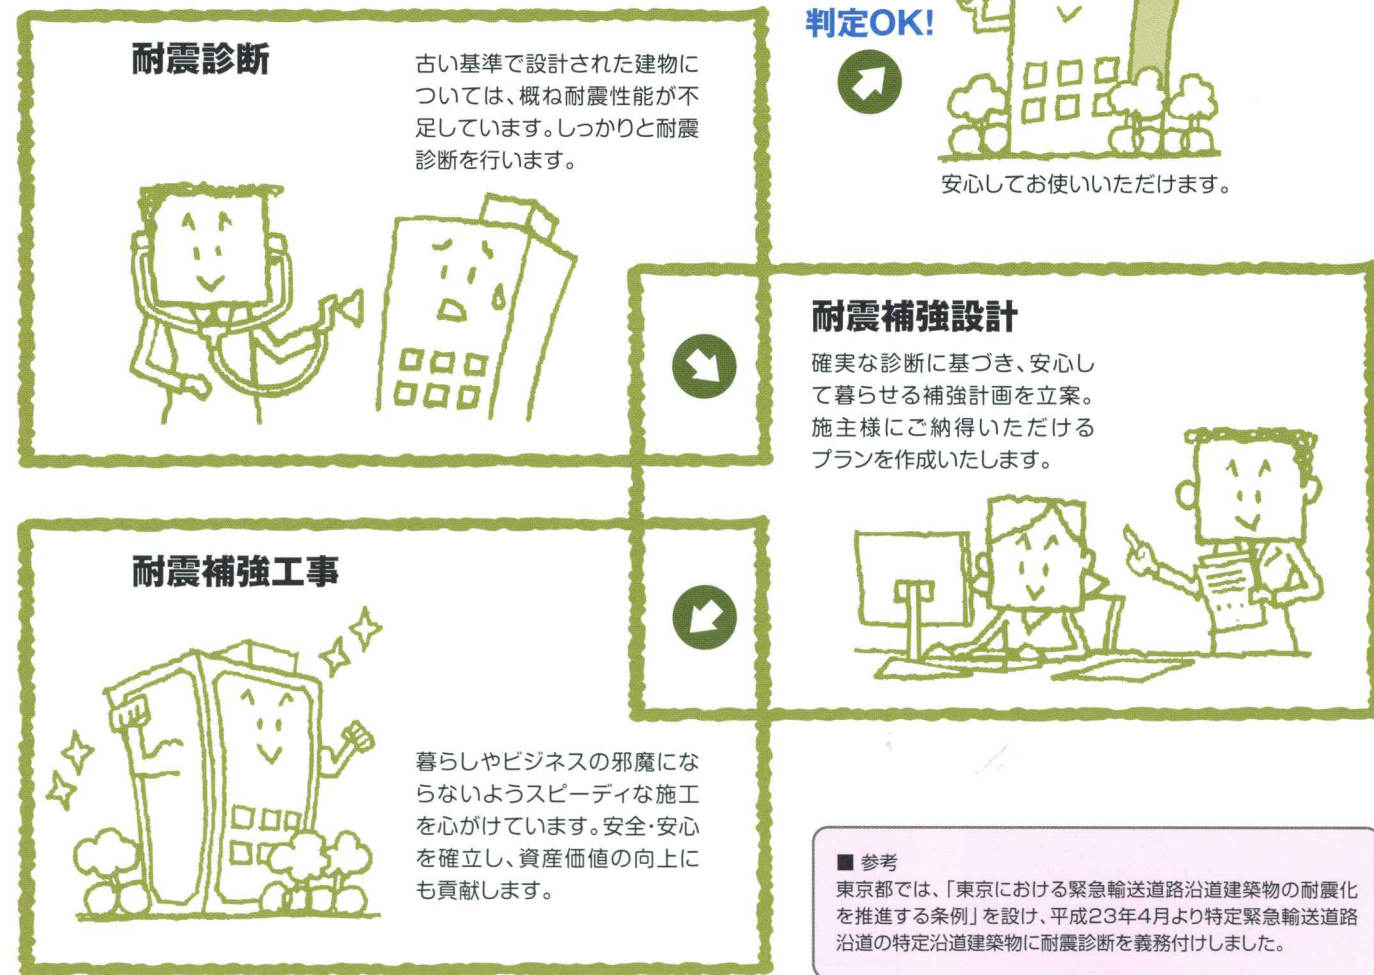 耐震診断
古い基準で設計された建物に
ついては、概ね耐震性能が不
足しています。しっかりと耐震
診断を行います。
判定OK!
安心してお使いいただけます。
耐震補強設計
確実な診断に基づき、安心し
て暮らせる補強計画を立案。
施主様にご納得いただける
プランを作成いたします。
耐震補強工事
暮らしやビジネスの邪魔にな
らないようスピーディな施工
を心がけています。安全・安心
を確立し、資産価値の向上に
も貢献します。
■ 参考
東京都では、「東京における緊急輸送道路沿道建築物の耐震化
を推進する条例」を設け、平成23年4月より特定緊急輸送道路
沿道の特定沿道建築物に耐震診断を義務付けしました。